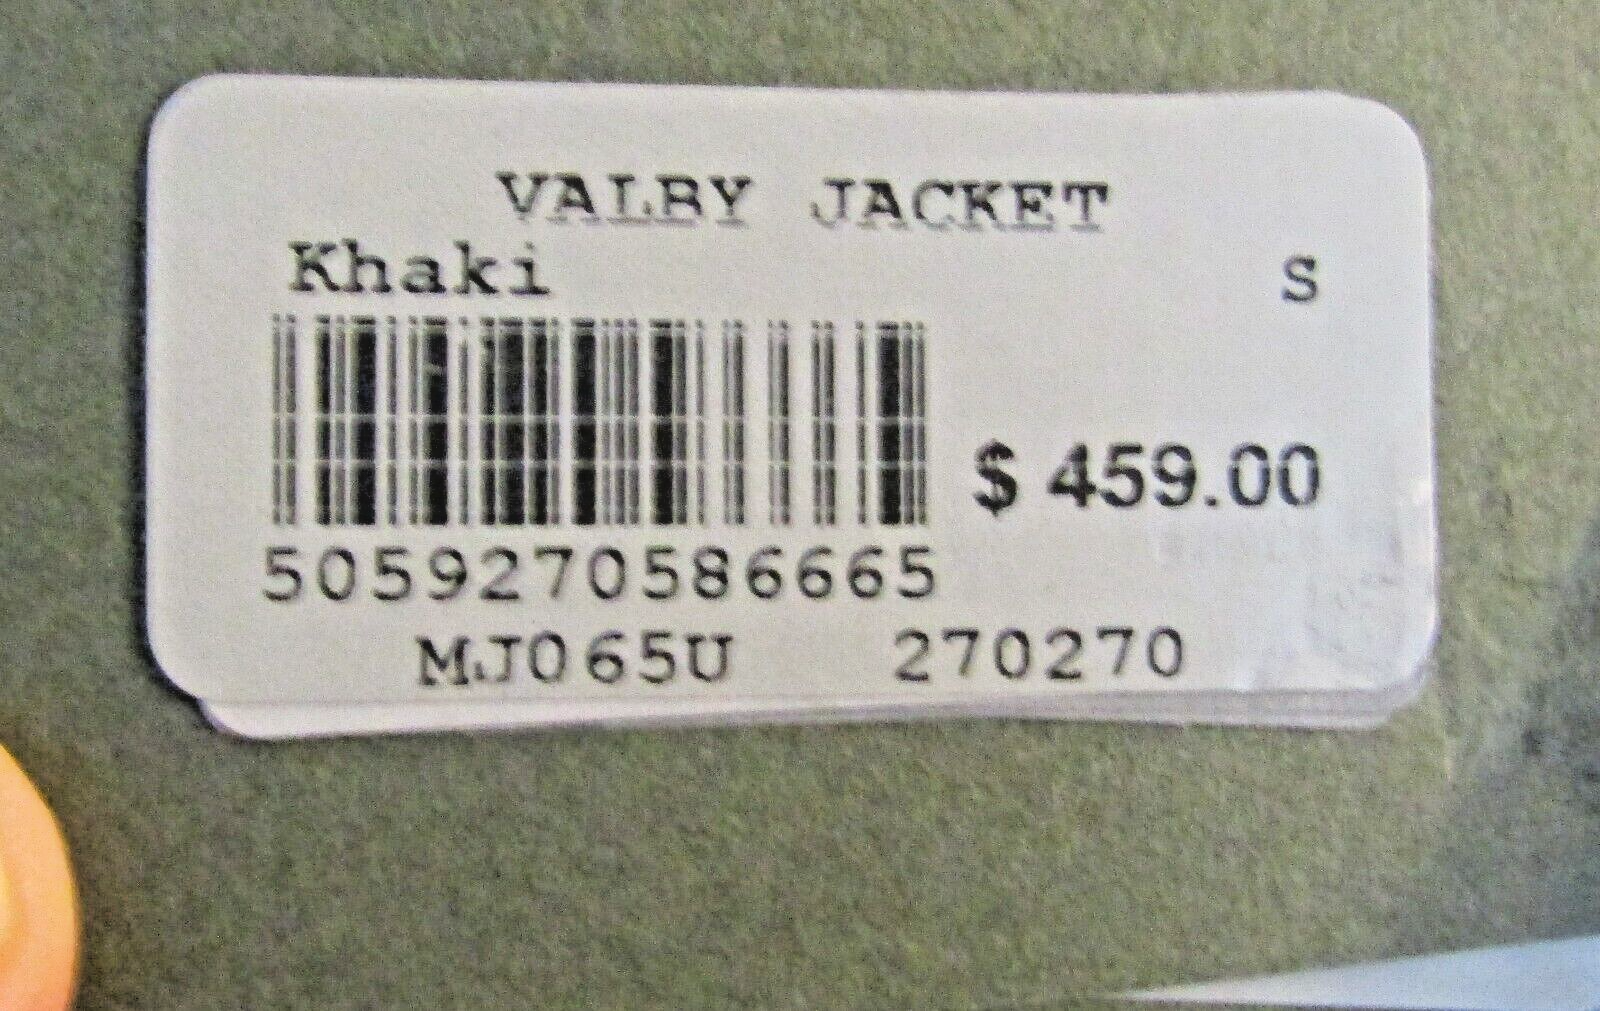 VALBY JACKET
Khaki S
$ 459.00
5059270586665
MJ065U 270270